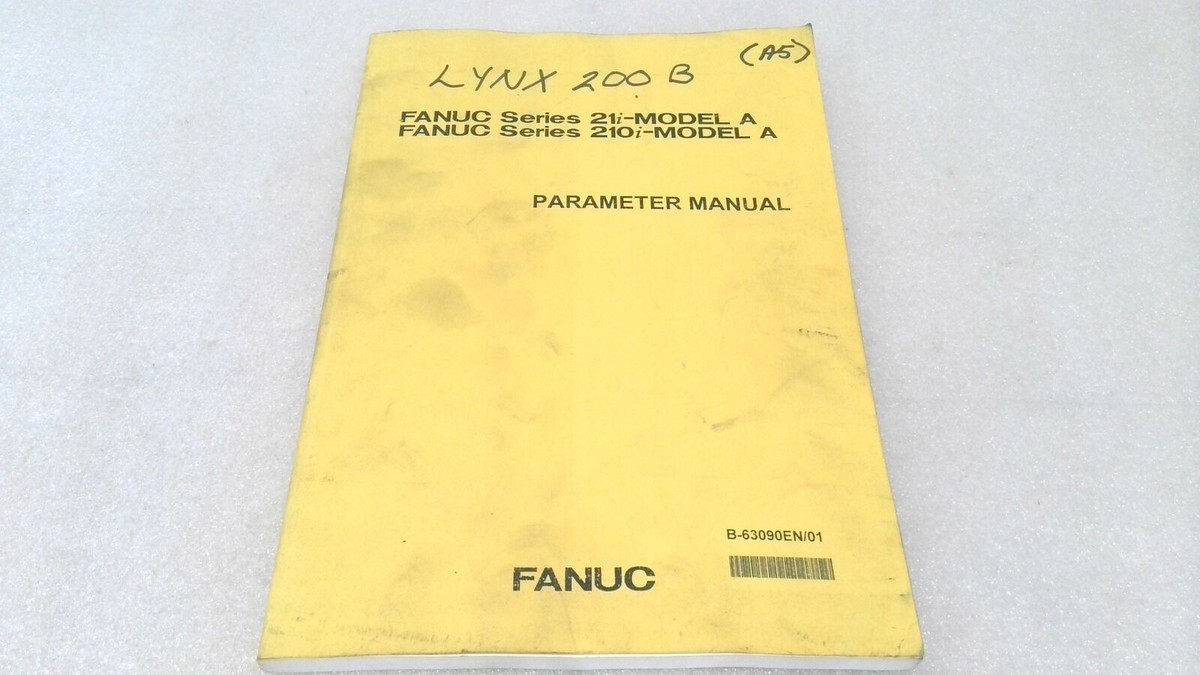 (A5)
LYNX 200 B
FANUC Series 21i-MODEL A
FANUC Series 210i-MODEL A
PARAMETER MANUAL
B-63090EN/01
FANUC